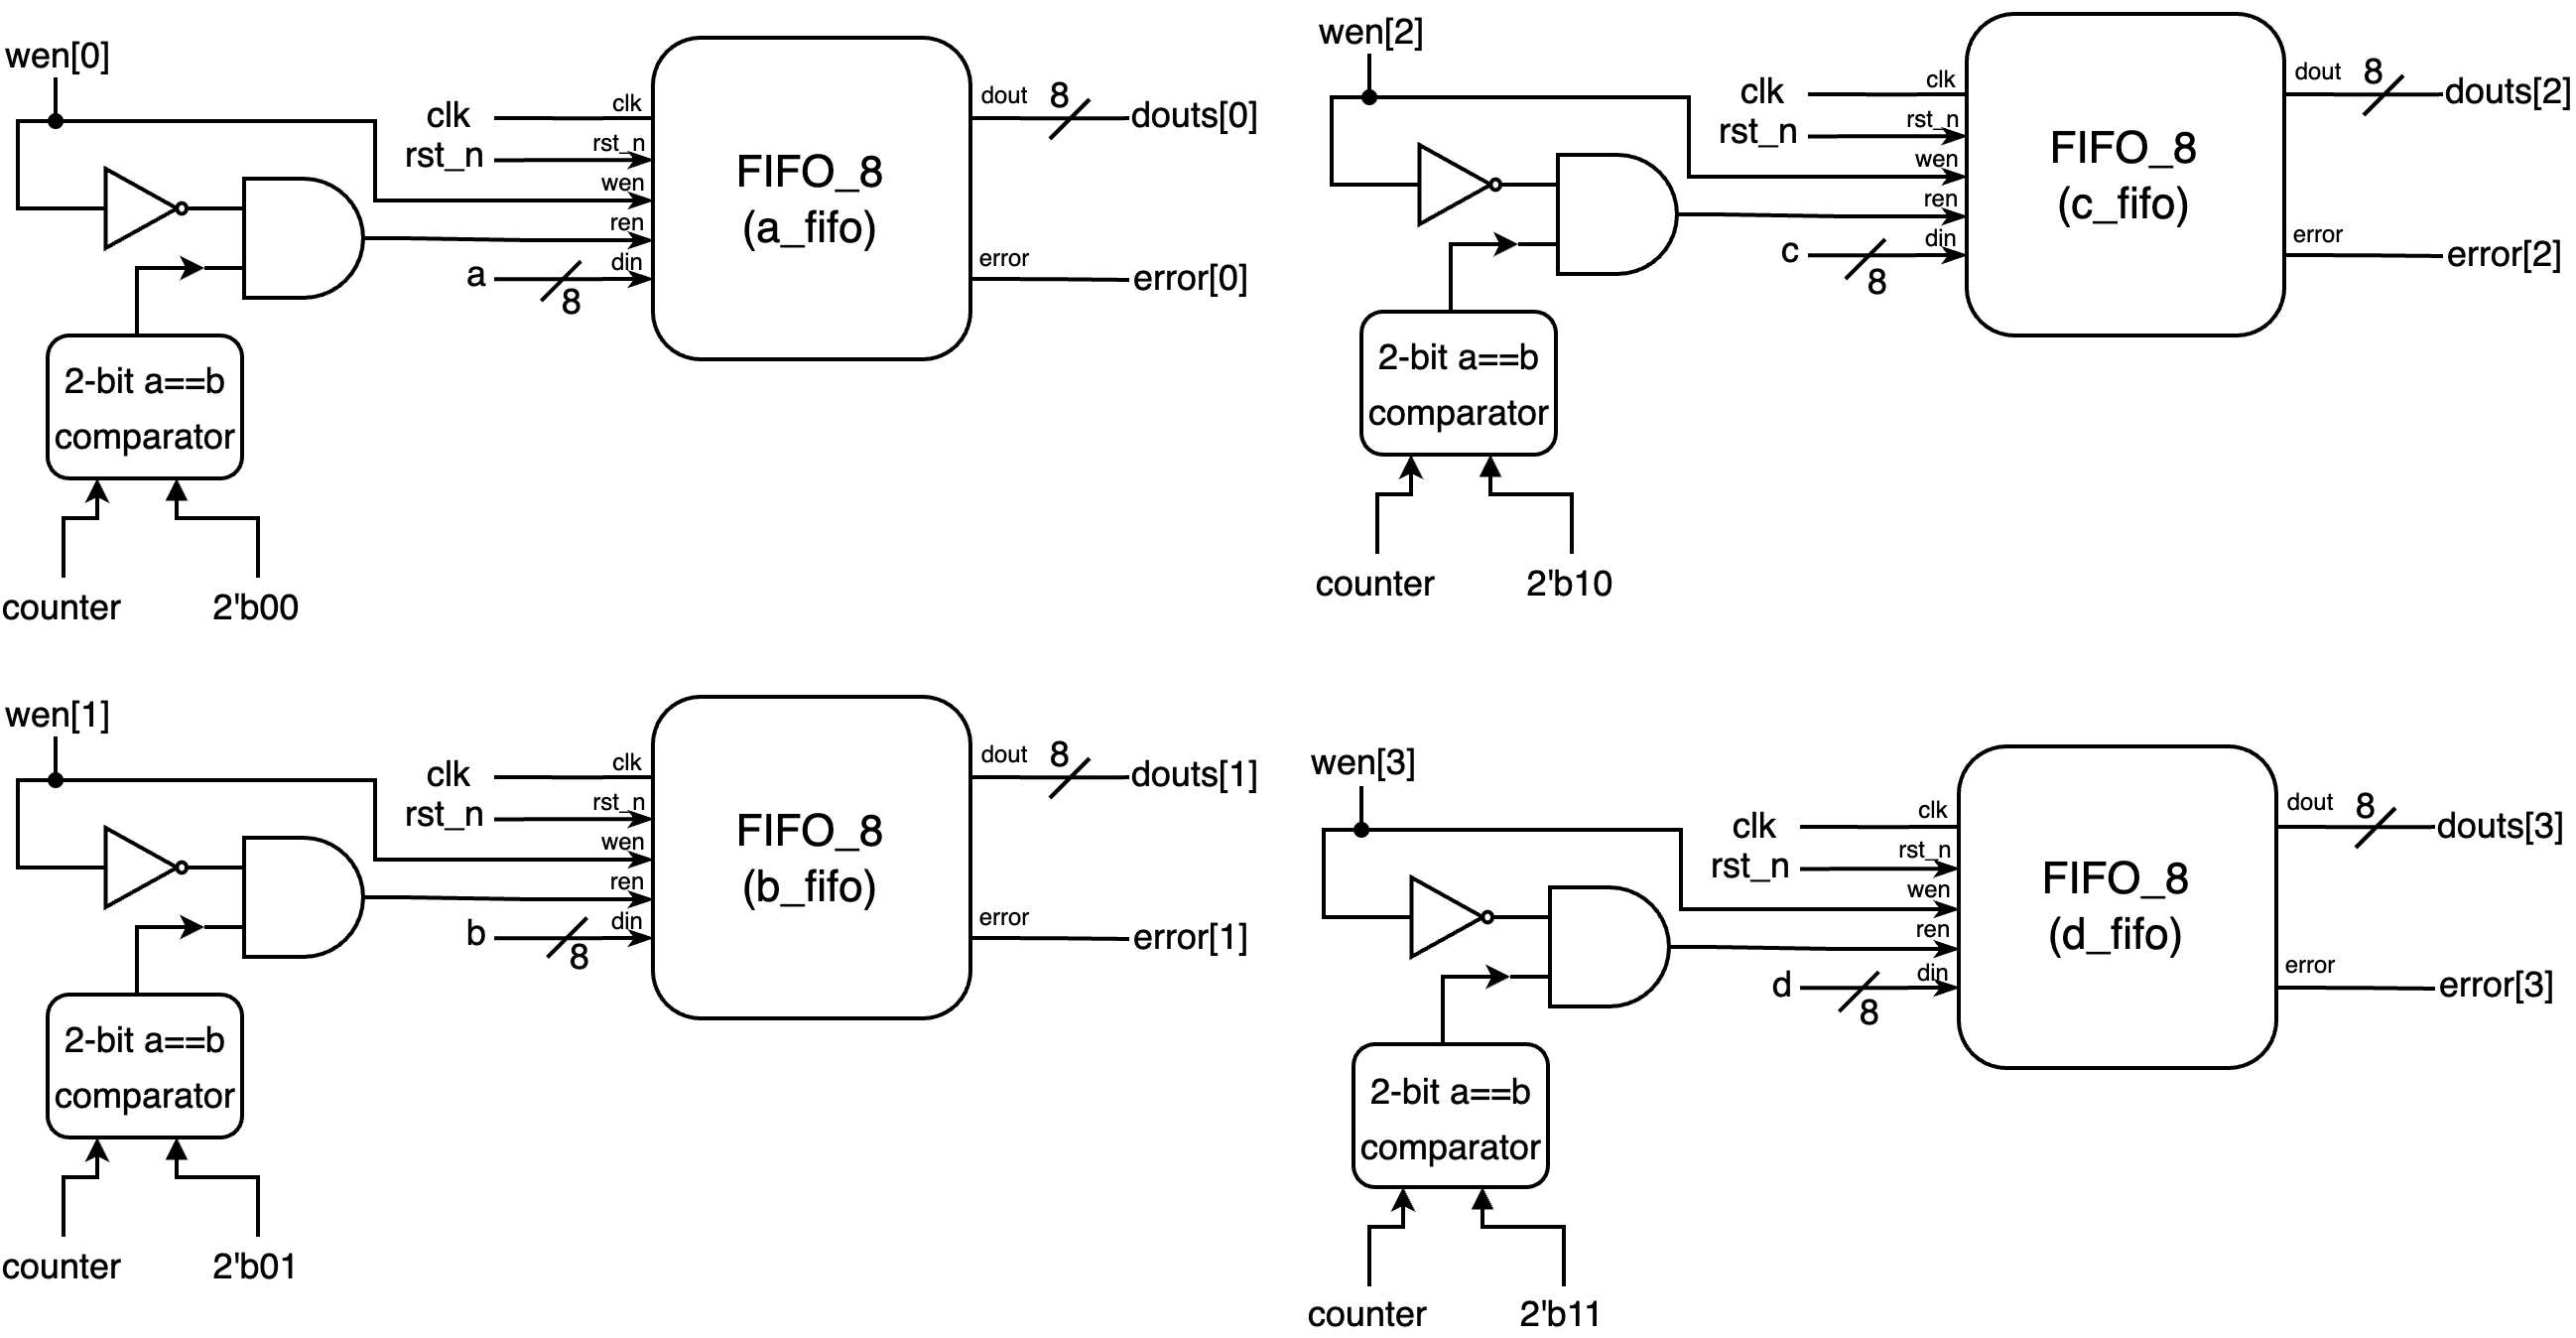 wen[0]
clk
rst_n
a
8
clk
rst_n
wen
ren
din
FIFO_8
(a_fifo)
dout
8
douts[0]
error
error[0]
2-bit a==b
comparator
counter
2'b00
wen[2]
clk
rst_n
c
8
clk
rst_n
wen
ren
din
FIFO_8
(c_fifo)
dout
8
douts[2]
error
error[2]
2-bit a==b
comparator
counter
2'b10
wen[1]
clk
rst_n
b
8
clk
rst_n
wen
ren
din
FIFO_8
(b_fifo)
dout
8
douts[1]
error
error[1]
2-bit a==b
comparator
counter
2'b01
wen[3]
clk
rst_n
d
8
clk
rst_n
wen
ren
din
FIFO_8
(d_fifo)
dout
8
douts[3]
error
error[3]
2-bit a==b
comparator
counter
2'b11